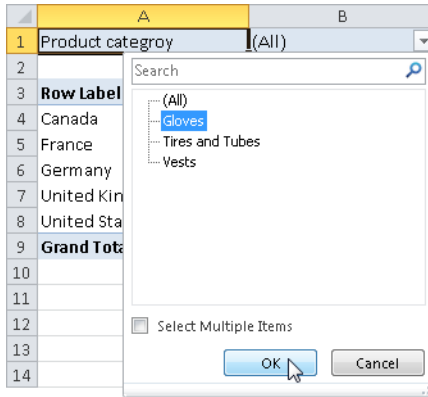 A B
1 Product categroy (All)
2 Search
3 Row Label
(All)
4 Canada
Gloves
5 France
Tires and Tubes
6 Germany
Vests
7 United Kin
8 United Sta
9 Grand Tota
10
11
12 Select Multiple Items
13 OK Cancel
14